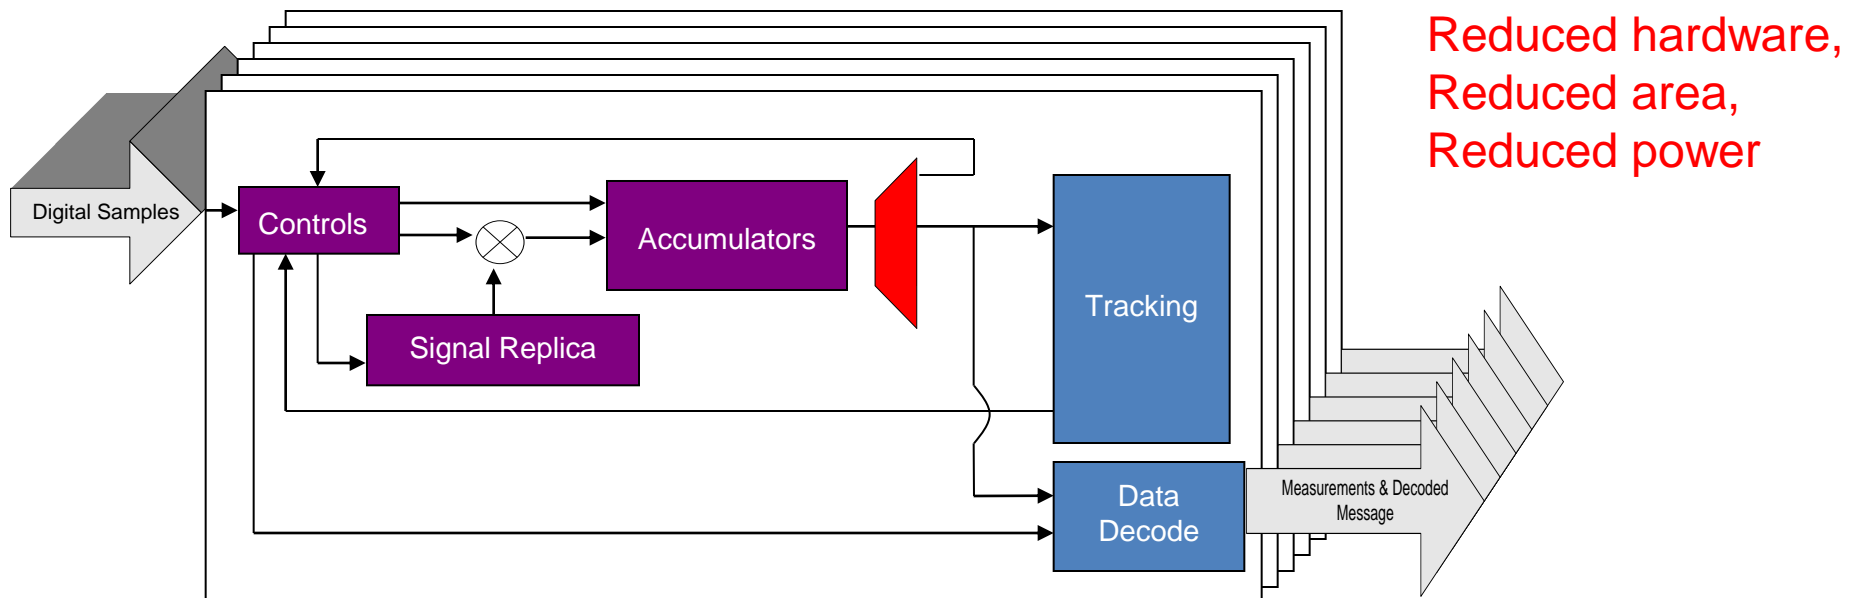 Reduced hardware,
Reduced area,
Reduced power
Digital Samples
Controls
Accumulators
Signal Replica
Tracking
Data
Decode
Measurements & Decoded
Message